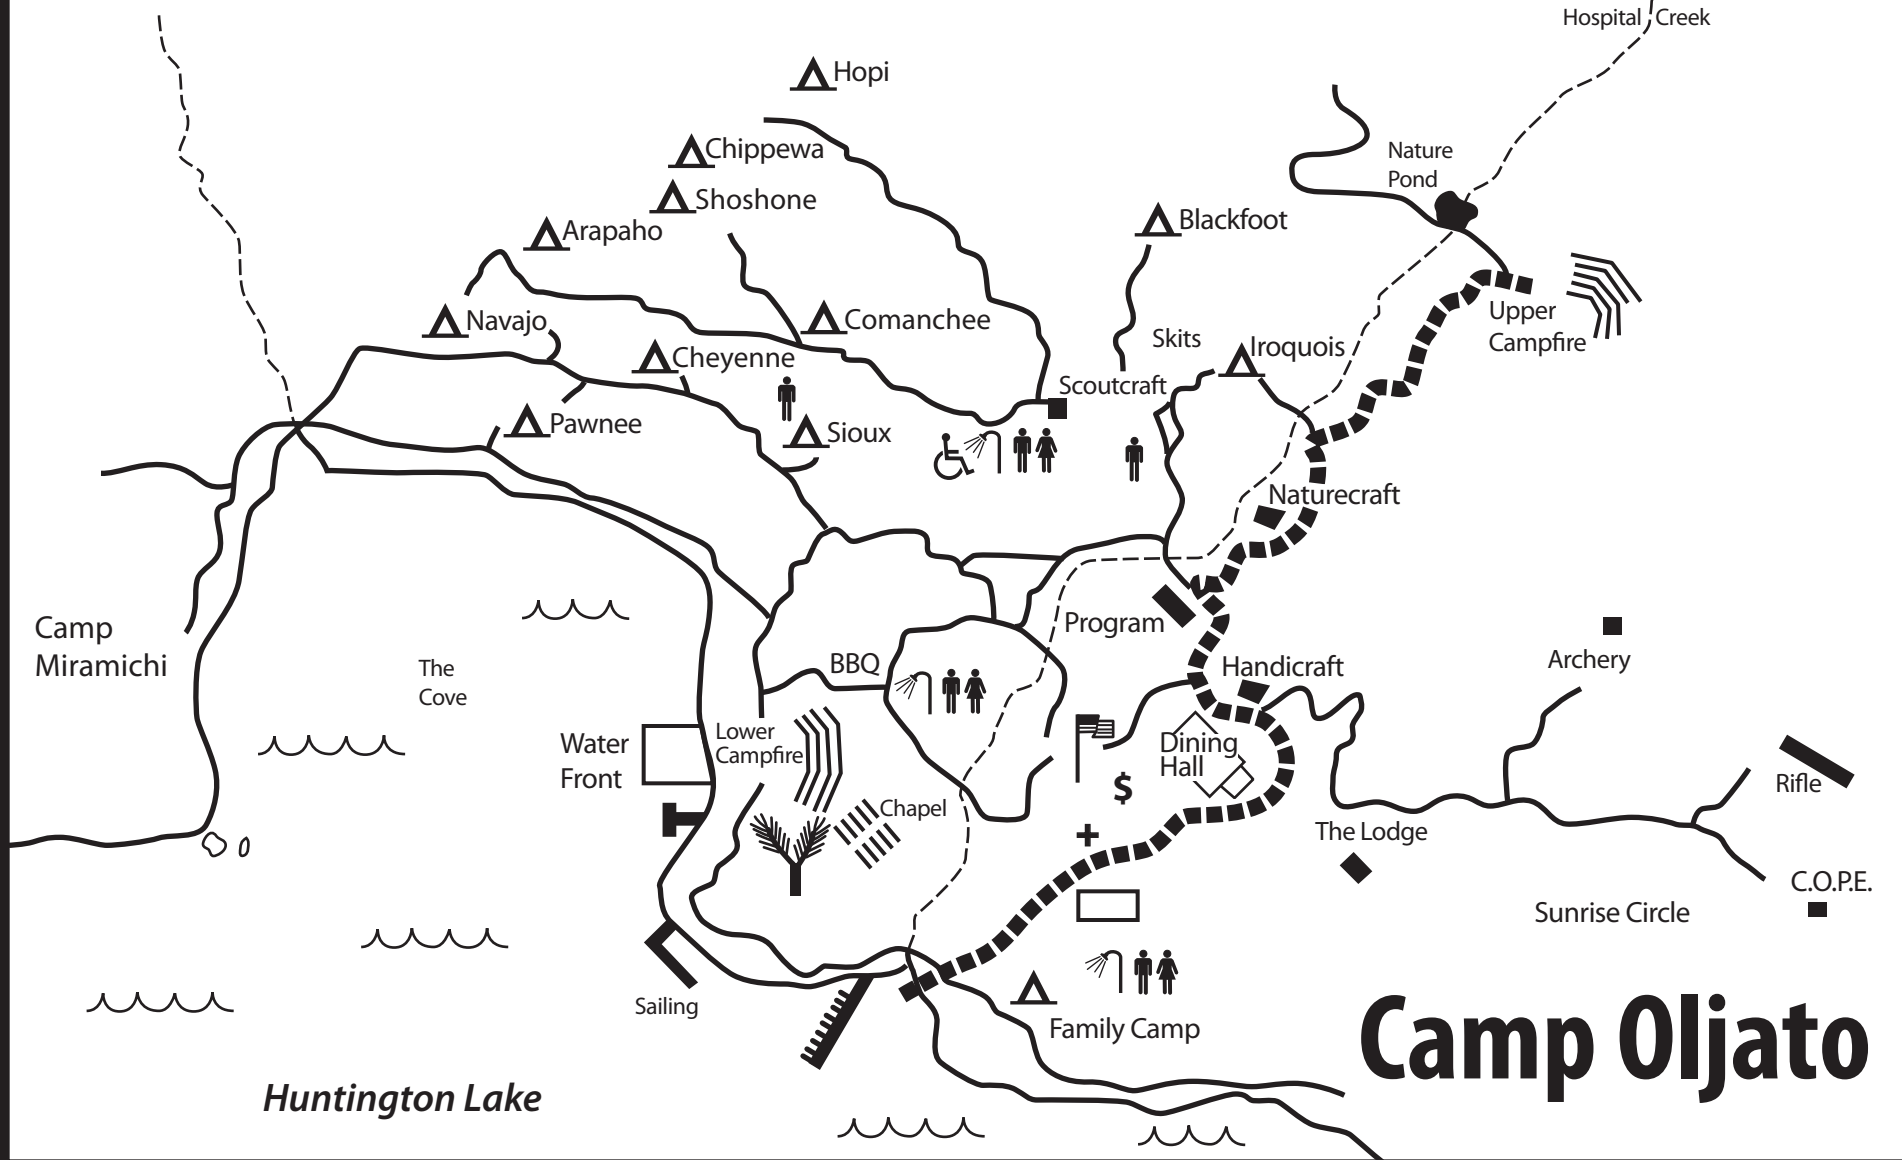 Hospital Creek
Hopi
Chippewa
Nature
Pond
Shoshone
Blackfoot
Arapaho
Navajo
Comanchee
Upper
Campfire
Skits
Iroquois
Cheyenne
Scoutcraft
Pawnee
Sioux
Naturecraft
Camp
Miramichi
Program
The
Cove
BBQ
Handicraft
Archery
Water
Front
Lower
Campfire
Dining
Hall
$
Rifle
Chapel
The Lodge
C.O.P.E.
Sunrise Circle
Sailing
Family Camp
Camp Oljato
Huntington Lake